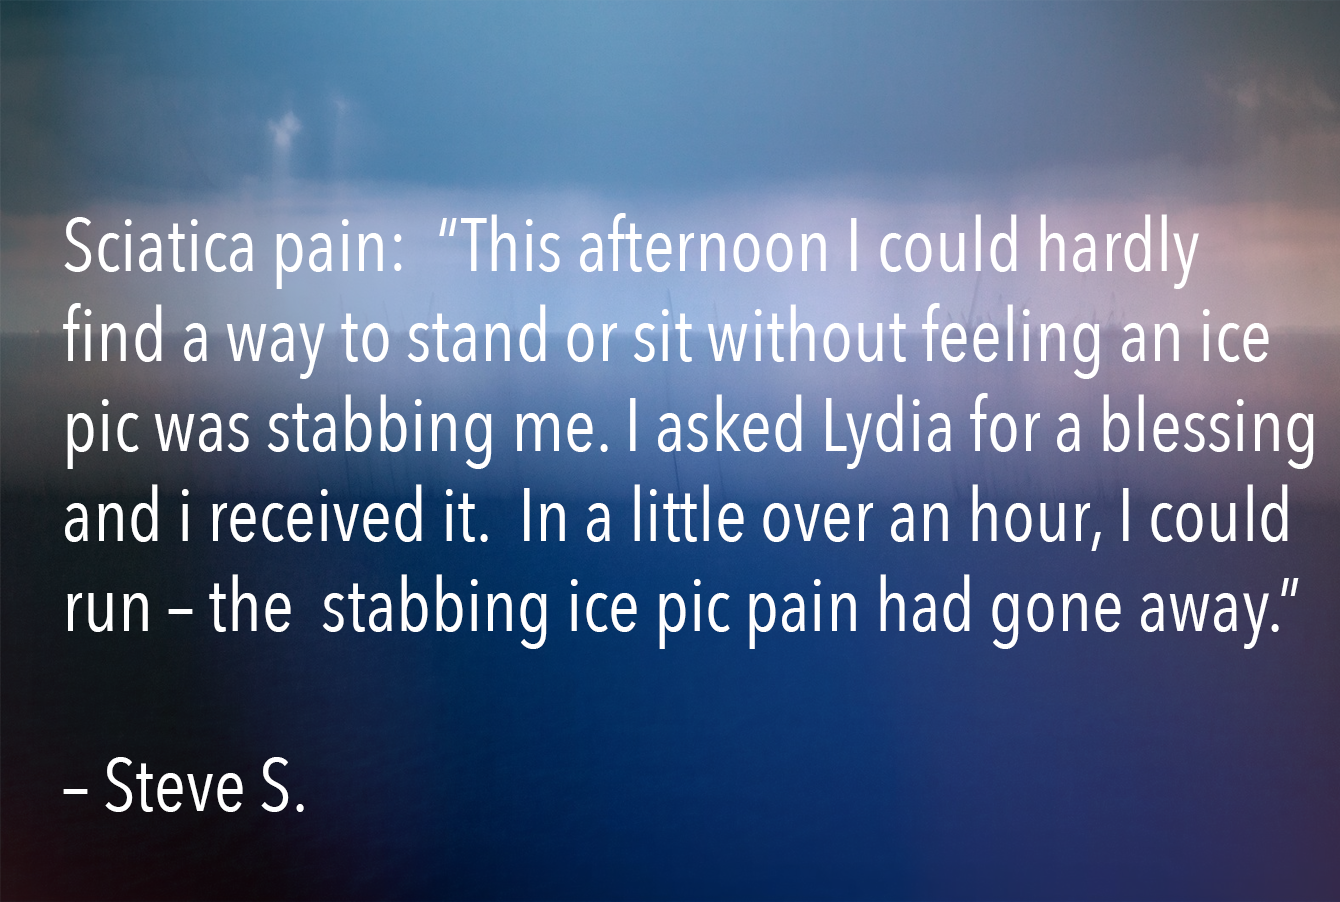 Sciatica pain:  “This afternoon I could hardly
find a way to stand or sit without feeling an ice
pic was stabbing me. I asked Lydia for a blessing
and i received it.  In a little over an hour, I could
run – the  stabbing ice pic pain had gone away.”
– Steve S.